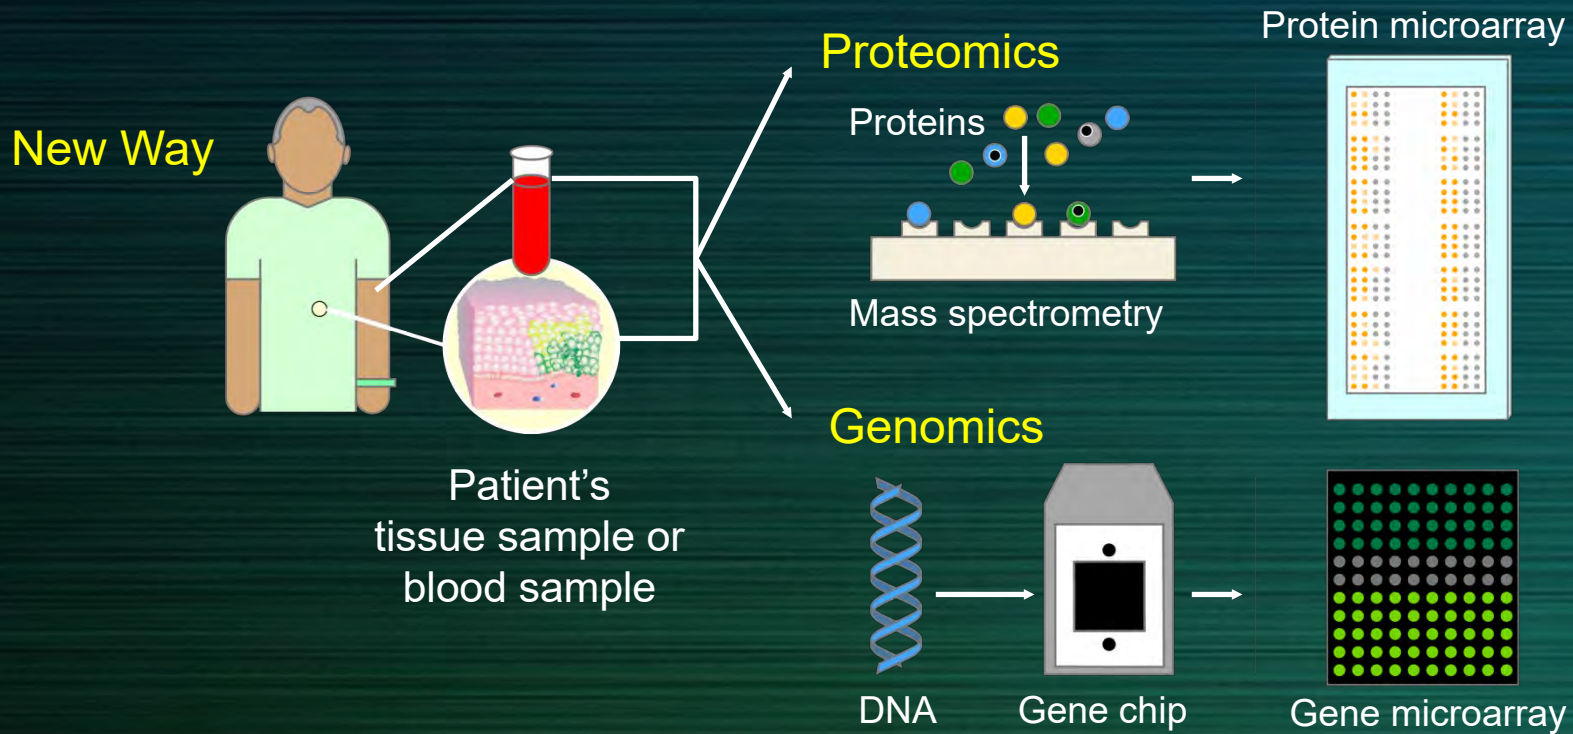 New Way
Patient’s
tissue sample or
blood sample
Proteomics
Proteins
Mass spectrometry
Protein microarray
Genomics
DNA
Gene chip
Gene microarray